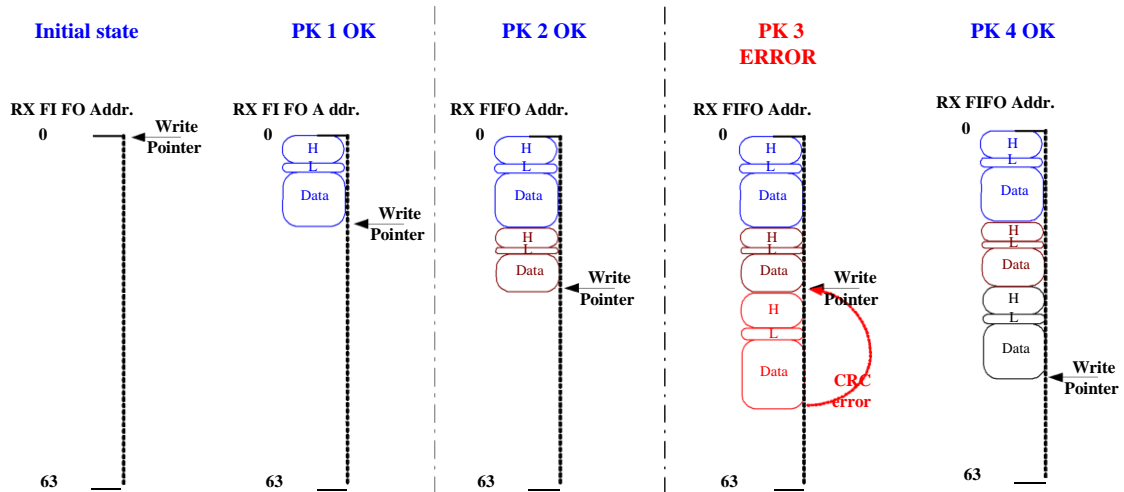 Initial state
PK 1 OK
PK 2 OK
PK 3
ERROR
PK 4 OK
RX FI FO Addr.
0
Write
Pointer
63
RX FI FO A ddr.
0
H
L
Data
Write
Pointer
RX FIFO Addr.
0
H
L
Data
H
L
Data
Write
Pointer
63
RX FIFO Addr.
0
H
L
Data
H
L
Data
Write
Pointer
H
L
Data
CRC
error
63
RX FIFO Addr.
0
H
L
Data
H
L
Data
H
L
Data
Write
Pointer
63